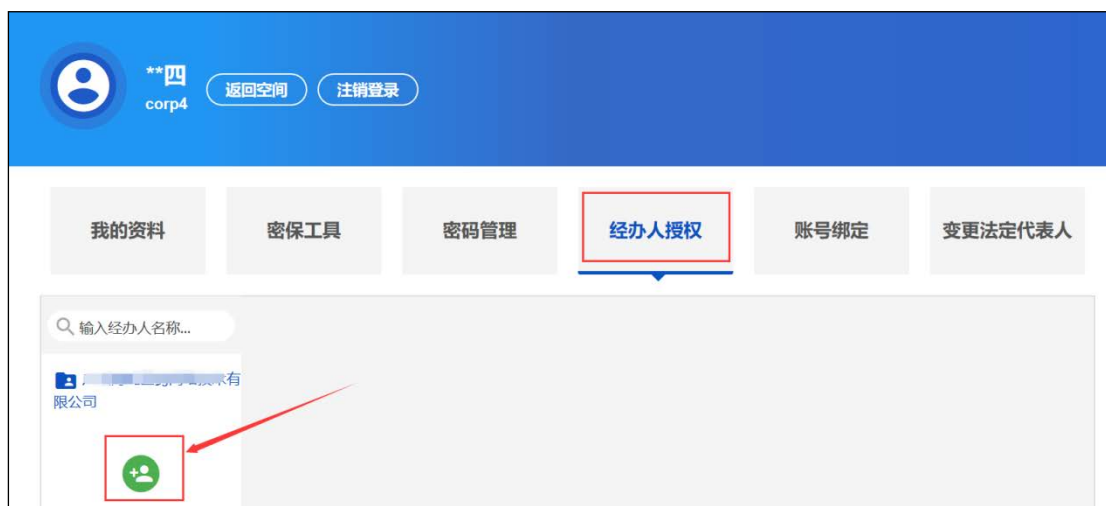 **四
corp4
返回空间
注销登录
我的资料
密保工具
密码管理
经办人授权
账号绑定
变更法定代表人
输入经办人名称...
有
限公司